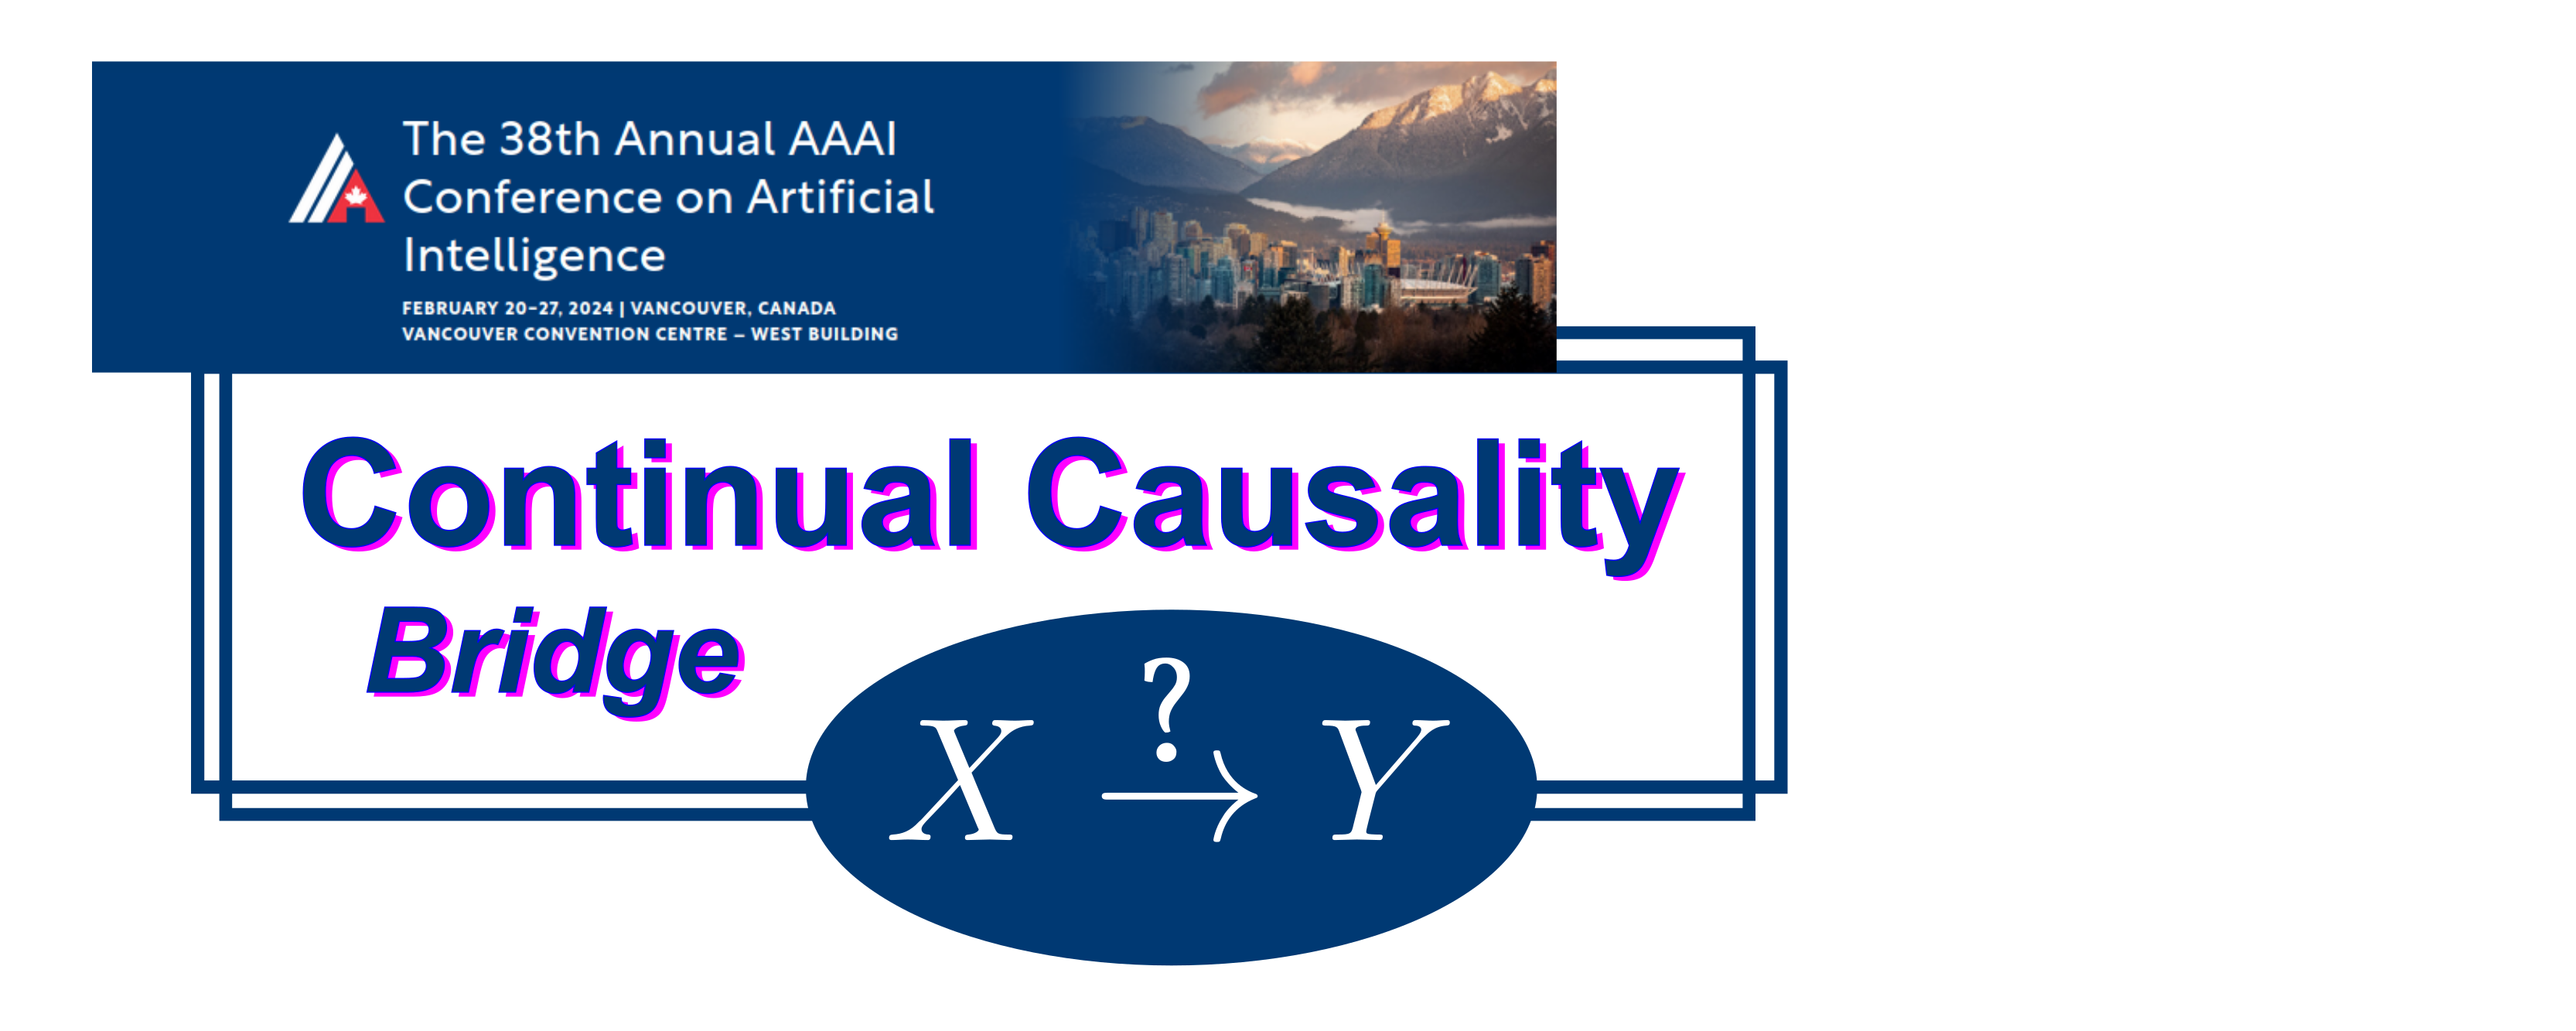 The 38th Annual AAAI
Conference on Artificial
Intelligence
FEBRUARY 20–27, 2024 | VANCOUVER, CANADA
VANCOUVER CONVENTION CENTRE – WEST BUILDING
Continual Causality
Bridge
?
X → Y